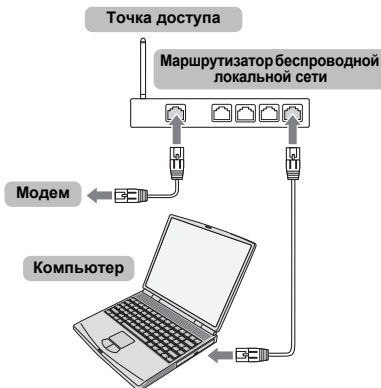 Точка доступа
Маршрутизатор беспроводной
локальной сети
Модем
Компьютер